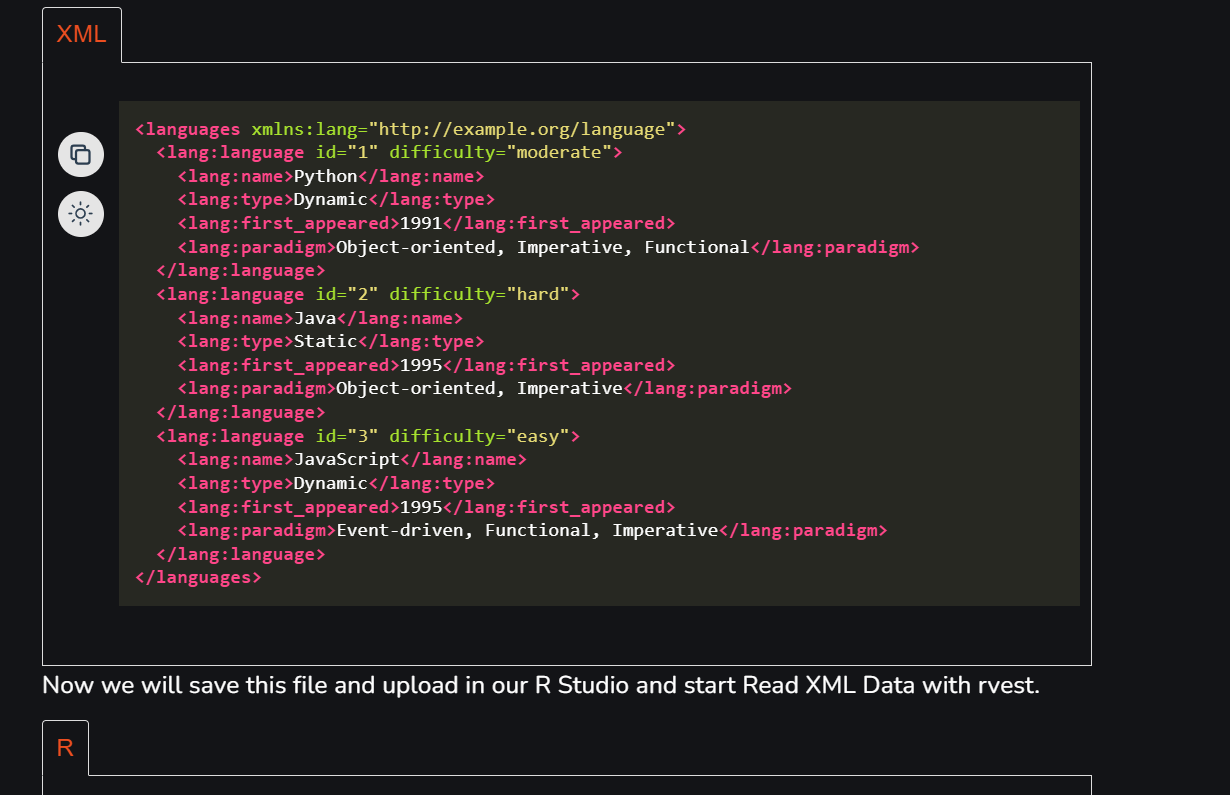 XML
<languages xmlns:lang="http://example.org/language">
  <lang:language id="1" difficulty="moderate">
    <lang:name>Python</lang:name>
    <lang:type>Dynamic</lang:type>
    <lang:first_appeared>1991</lang:first_appeared>
    <lang:paradigm>Object-oriented, Imperative, Functional</lang:paradigm>
  </lang:language>
  <lang:language id="2" difficulty="hard">
    <lang:name>Java</lang:name>
    <lang:type>Static</lang:type>
    <lang:first_appeared>1995</lang:first_appeared>
    <lang:paradigm>Object-oriented, Imperative</lang:paradigm>
  </lang:language>
  <lang:language id="3" difficulty="easy">
    <lang:name>JavaScript</lang:name>
    <lang:type>Dynamic</lang:type>
    <lang:first_appeared>1995</lang:first_appeared>
    <lang:paradigm>Event-driven, Functional, Imperative</lang:paradigm>
  </lang:language>
</languages>
Now we will save this file and upload in our R Studio and start Read XML Data with rvest.
R